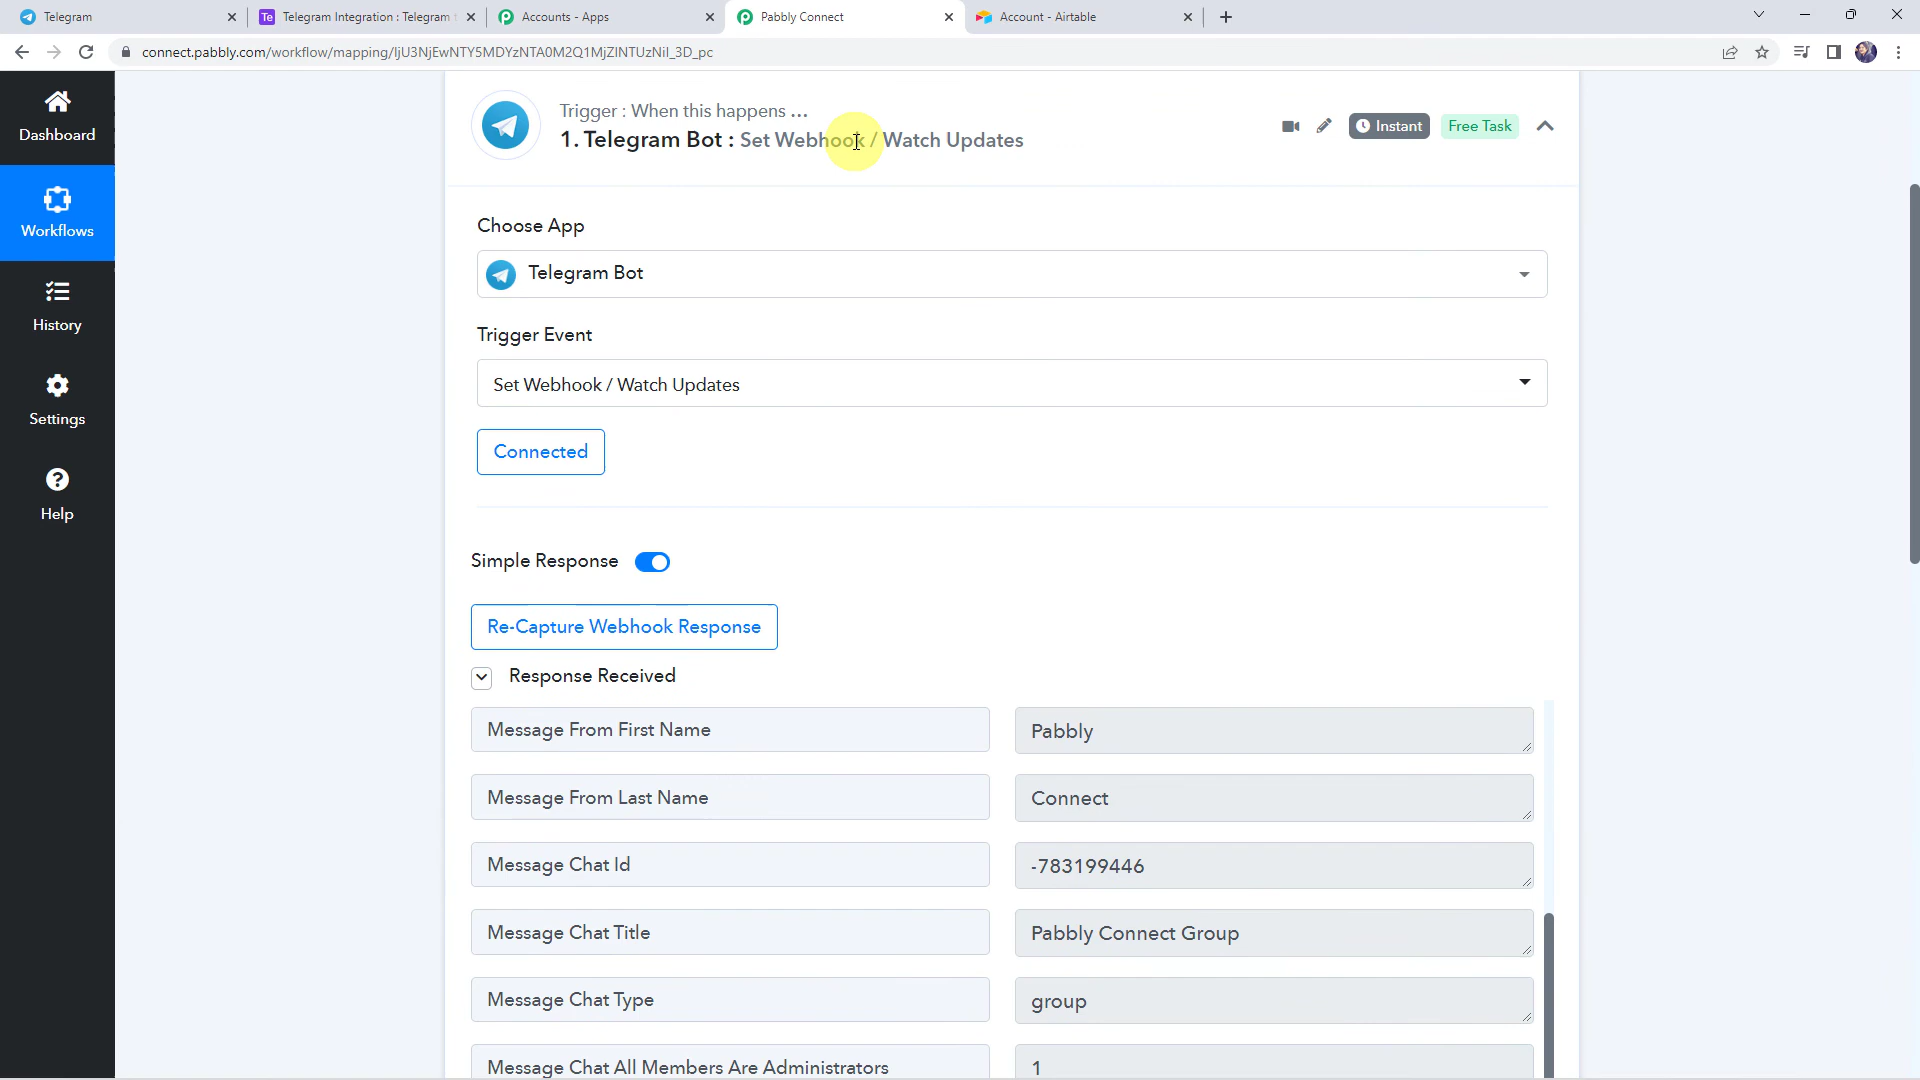 Telegram
Te
Telegram Integration : Telegram
Accounts - Apps
Pabbly Connect
Account - Airtable
connect.pabbly.com/workflow/mapping/IjU3NjEwNTY5MDYzNTA0M2Q1MjZlNTUzNiI_3D_pc
Dashboard
Workflows
History
Settings
Help
Trigger : When this happens ...
1. Telegram Bot : Set Webhook / Watch Updates
Instant
Free Task
Choose App
Telegram Bot
Trigger Event
Set Webhook / Watch Updates
Connected
Simple Response
Re-Capture Webhook Response
Response Received
Message From First Name
Pabbly
Message From Last Name
Connect
Message Chat Id
-783199446
Message Chat Title
Pabbly Connect Group
Message Chat Type
group
Message Chat All Members Are Administrators
1